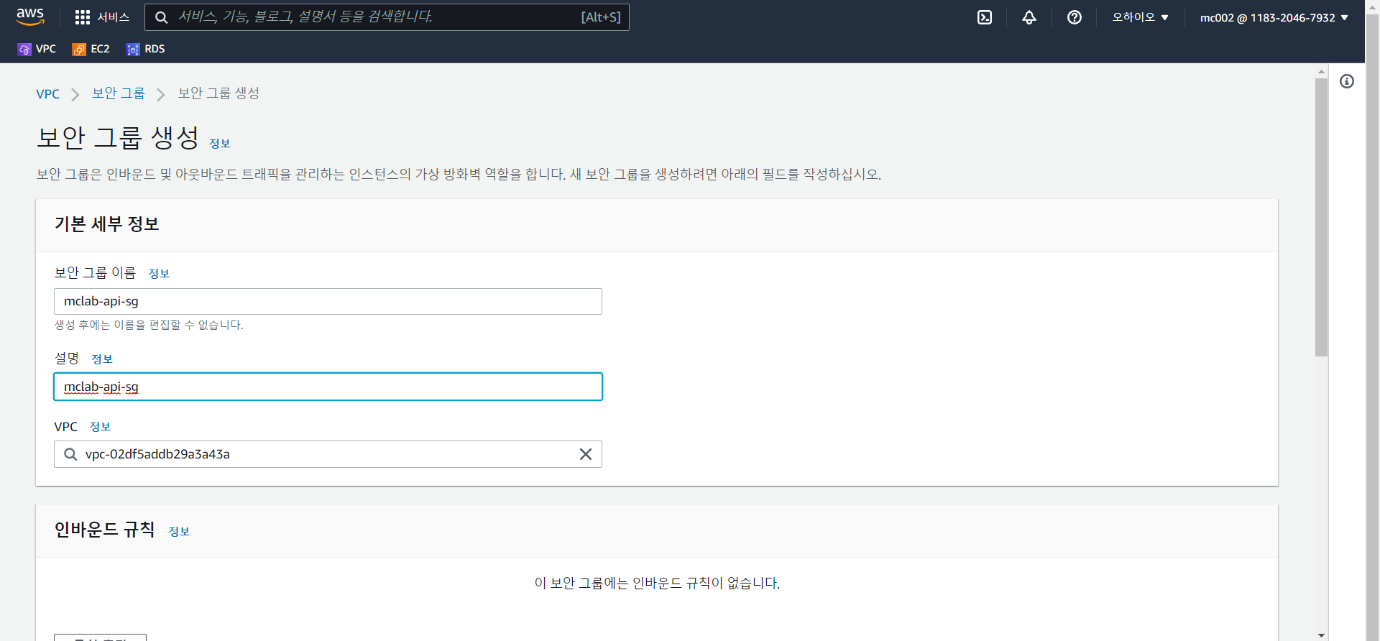 aws
서비스
서비스, 기능, 블로그, 설명서 등을 검색합니다.
[Alt+S]
오하이오
mc002 @ 1183-2046-7932
VPC
EC2
RDS
VPC
보안 그룹
보안 그룹 생성
보안 그룹 생성 정보
보안 그룹은 인바운드 및 아웃바운드 트래픽을 관리하는 인스턴스의 가상 방화벽 역할을 합니다. 새 보안 그룹을 생성하려면 아래의 필드를 작성하십시오.
기본 세부 정보
보안 그룹 이름 정보
mclab-api-sg
생성 후에는 이름을 편집할 수 없습니다.
설명 정보
mclab-api-sg
VPC 정보
vpc-02df5addb29a3a43a
인바운드 규칙 정보
이 보안 그룹에는 인바운드 규칙이 없습니다.